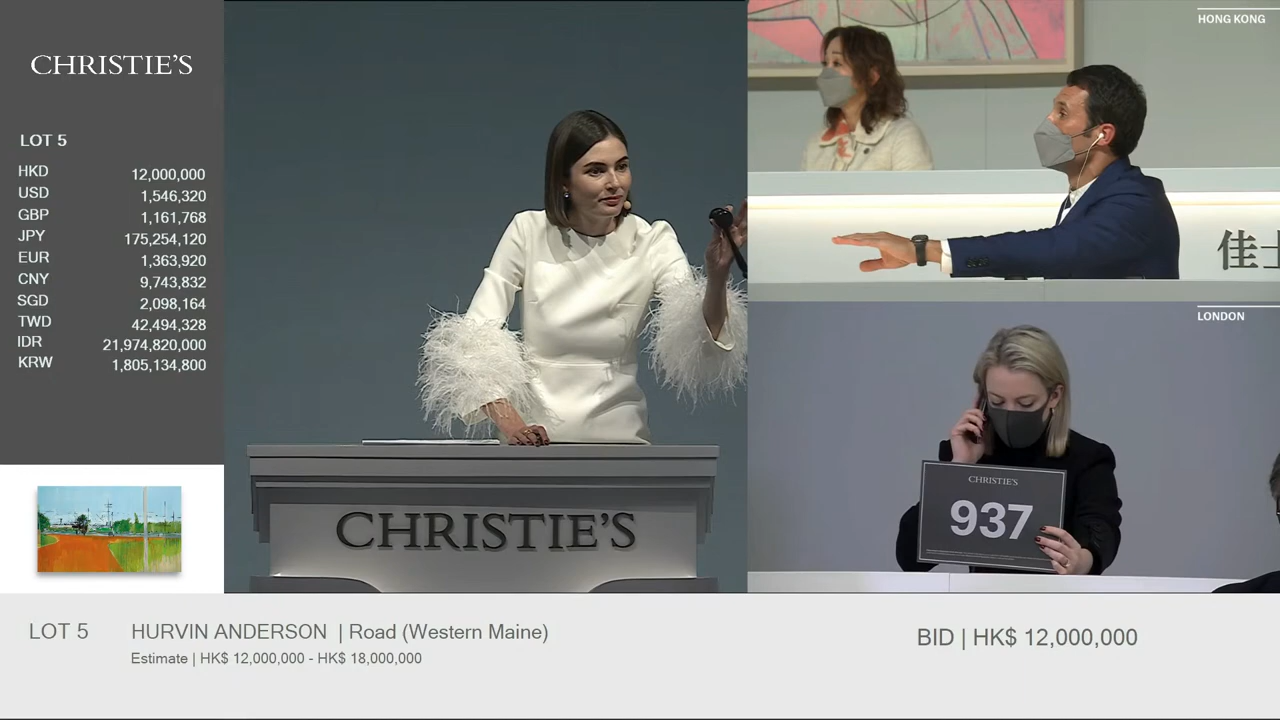 CHRISTIE'S
LOT 5
HKD 12,000,000
USD 1,546,320
GBP 1,161,768
JPY 175,254,120
EUR 1,363,920
CNY 9,743,832
SGD 2,098,164
TWD 42,494,328
IDR 21,974,820,000
KRW 1,805,134,800
CHRISTIE'S
HONG KONG
佳士
LONDON
CHRISTIE'S
937
LOT 5 HURVIN ANDERSON | Road (Western Maine)
Estimate | HK$ 12,000,000 - HK$ 18,000,000
BID | HK$ 12,000,000